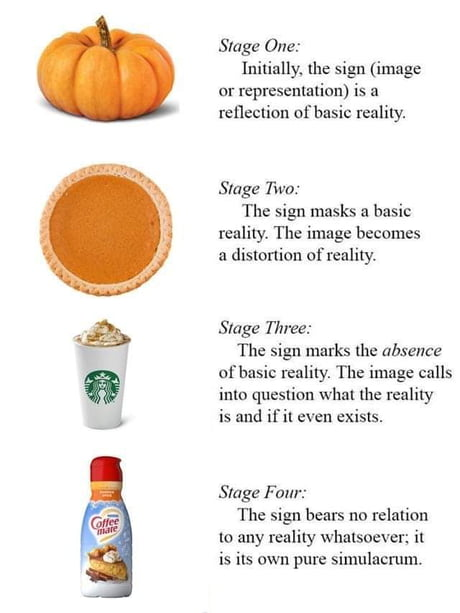 Stage One:
Initially, the sign (image
or representation) is a
reflection of basic reality.
Stage Two:
The sign masks a basic
reality. The image becomes
a distortion of reality.
Stage Three:
The sign marks the absence
of basic reality. The image calls
into question what the reality
is and if it even exists.
Stage Four:
The sign bears no relation
to any reality whatsoever; it
is its own pure simulacrum.
Coffee
mate